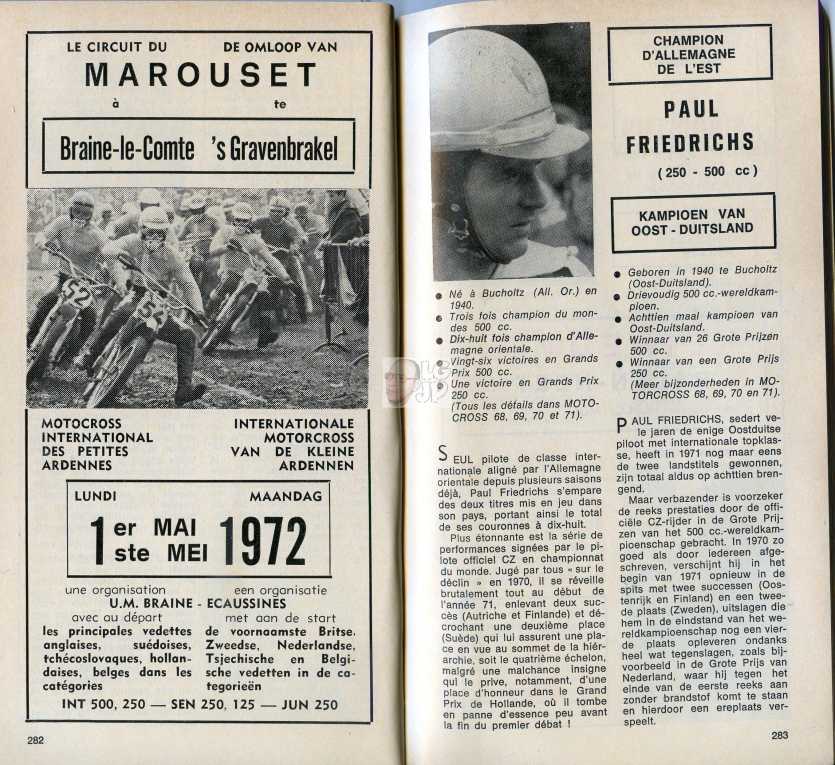 LE CIRCUIT DU DE OMLOOP VAN
MAROUSET
à te
Braine-le-Comte 's Gravenbrakel
52
54
MOTOCROSS
INTERNATIONAL
DES PETITES
ARDENNES
INTERNATIONALE
MOTORCROSS
VAN DE KLEINE
ARDENNEN
LUNDI MAANDAG
1er MAI 1972
1ste MEI
une organisation een organisatie
U.M. BRAINE - ECAUSSINES
avec au départ
les principales vedettes
anglaises, suédoises,
tchécoslovaques, hollan-
daises, belges dans les
catégories
met aan de start
de voornaamste Britse,
Zweedse, Nederlandse,
Tsjechische en Belgi-
sche vedetten in de ca-
tegorieën
INT 500, 250 — SEN 250, 125 — JUN 250
282
LG
JP
● Né à Bucholtz (All. Or.) en
1940.
● Trois fois champion du mon-
des 500 cc.
● Dix-huit fois champion d'Alle-
magne orientale.
● Vingt-six victoires en Grands
Prix 500 cc.
● Une victoire en Grands Prix
250 cc.
(Tous les détails dans MOTO-
CROSS 68, 69, 70 et 71).
SEUL pilote de classe inter-
nationale aligné par l'Allemagne
orientale depuis plusieurs saisons
déjà, Paul Friedrichs s'empare
des deux titres mis en jeu dans
son pays, portant ainsi le total
de ses couronnes à dix-huit.
Plus étonnante est la série de
performances signées par le pi-
lote officiel CZ en championnat
du monde. Jugé par tous « sur le
déclin » en 1970, il se réveille
brutalement tout au début de
l'année 71, enlevant deux suc-
cès (Autriche et Finlande) et dé-
crochant une deuxième place
(Suède) qui lui assurent une pla-
ce en vue au sommet de la hiér-
archie, soit le quatrième échelon,
malgré une malchance insigne
qui le prive, notamment, d'une
place d'honneur dans le Grand
Prix de Hollande, où il tombe
en panne d'essence peu avant
la fin du premier débat !
CHAMPION
D'ALLEMAGNE
DE L'EST
PAUL
FRIEDRICHS
(250 - 500 cc)
KAMPIOEN VAN
OOST - DUITSLAND
● Geboren in 1940 te Bucholtz
(Oost-Duitsland).
● Drievoudig 500 cc.-wereldkam-
pioen.
● Achttien maal kampioen van
Oost-Duitsland.
● Winnaar van 26 Grote Prijzen
500 cc.
● Winnaar van een Grote Prijs
250 cc.
(Meer bijzonderheden in MO-
TORCROSS 68, 69, 70 en 71).
PAUL FRIEDRICHS, sedert ve-
le jaren de enige Oostduitse
piloot met internationale topklas-
se, heeft in 1971 nog maar eens
de twee landstitels gewonnen,
zijn totaal aldus op achttien bren-
gend.
Maar verbazender is voorzeker
de reeks prestaties door de offi-
ciële CZ-rijder in de Grote Prij-
zen van het 500 cc.-wereldkam-
pioenschap gebracht. In 1970 zo
goed als door iedereen afge-
schreven, verschijnt hij in het
begin van 1971 opnieuw in de
spits met twee successen (Oos-
tenrijk en Finland) en een twee-
de plaats (Zweden), uitslagen die
hem in de eindstand van het we-
reldkampioenschap nog een vier-
de plaats opleveren ondanks
heel wat tegenslagen, zoals bij-
voorbeeld in de Grote Prijs van
Nederland, waar hij tegen het
einde van de eerste reeks aan
zonder brandstof komt te staan
en hierdoor een ereplaats ver-
speelt.
283